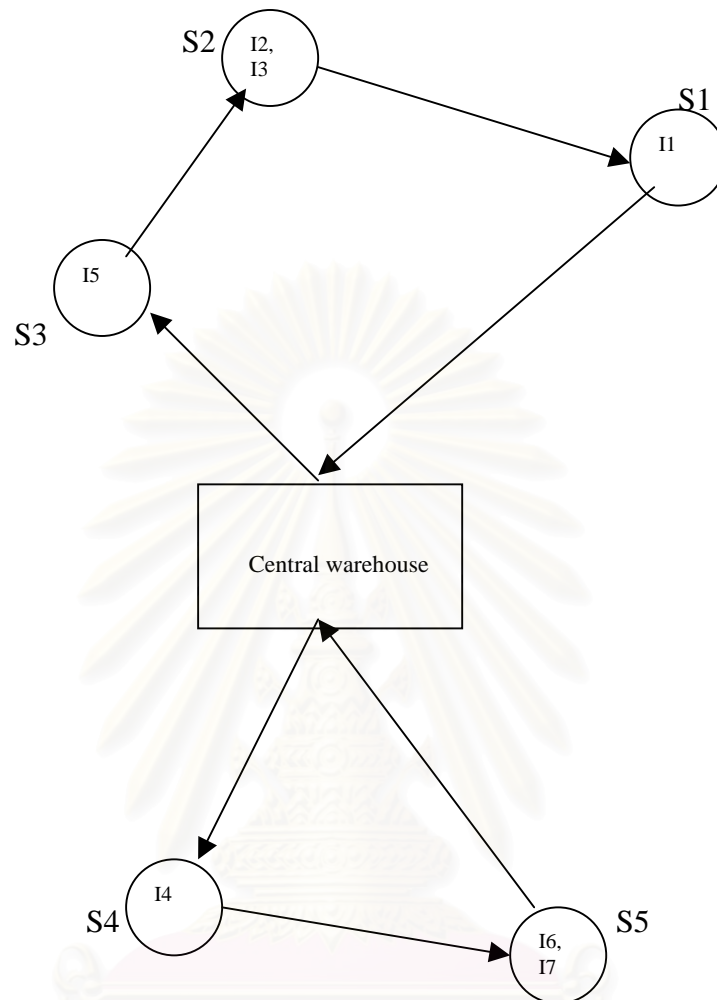 S2
I2,
I3
S1
I1
I5
S3
Central warehouse
I4
S4
S5
I6,
I7